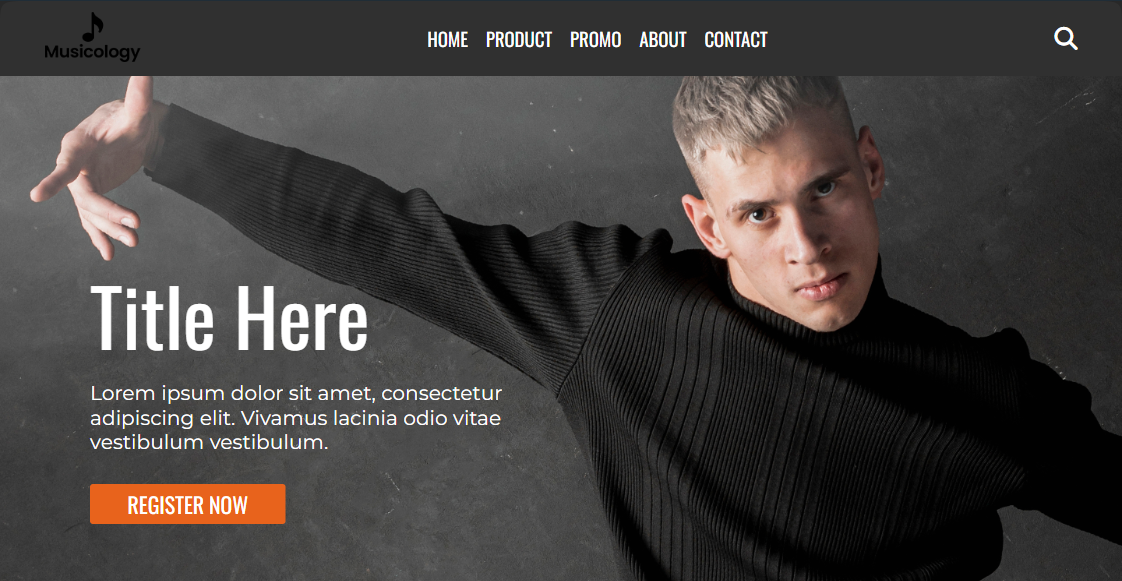 Musicology
HOME PRODUCT PROMO ABOUT CONTACT
Title Here
Lorem ipsum dolor sit amet, consectetur
adipiscing elit. Vivamus lacinia odio vitae
vestibulum vestibulum.
REGISTER NOW